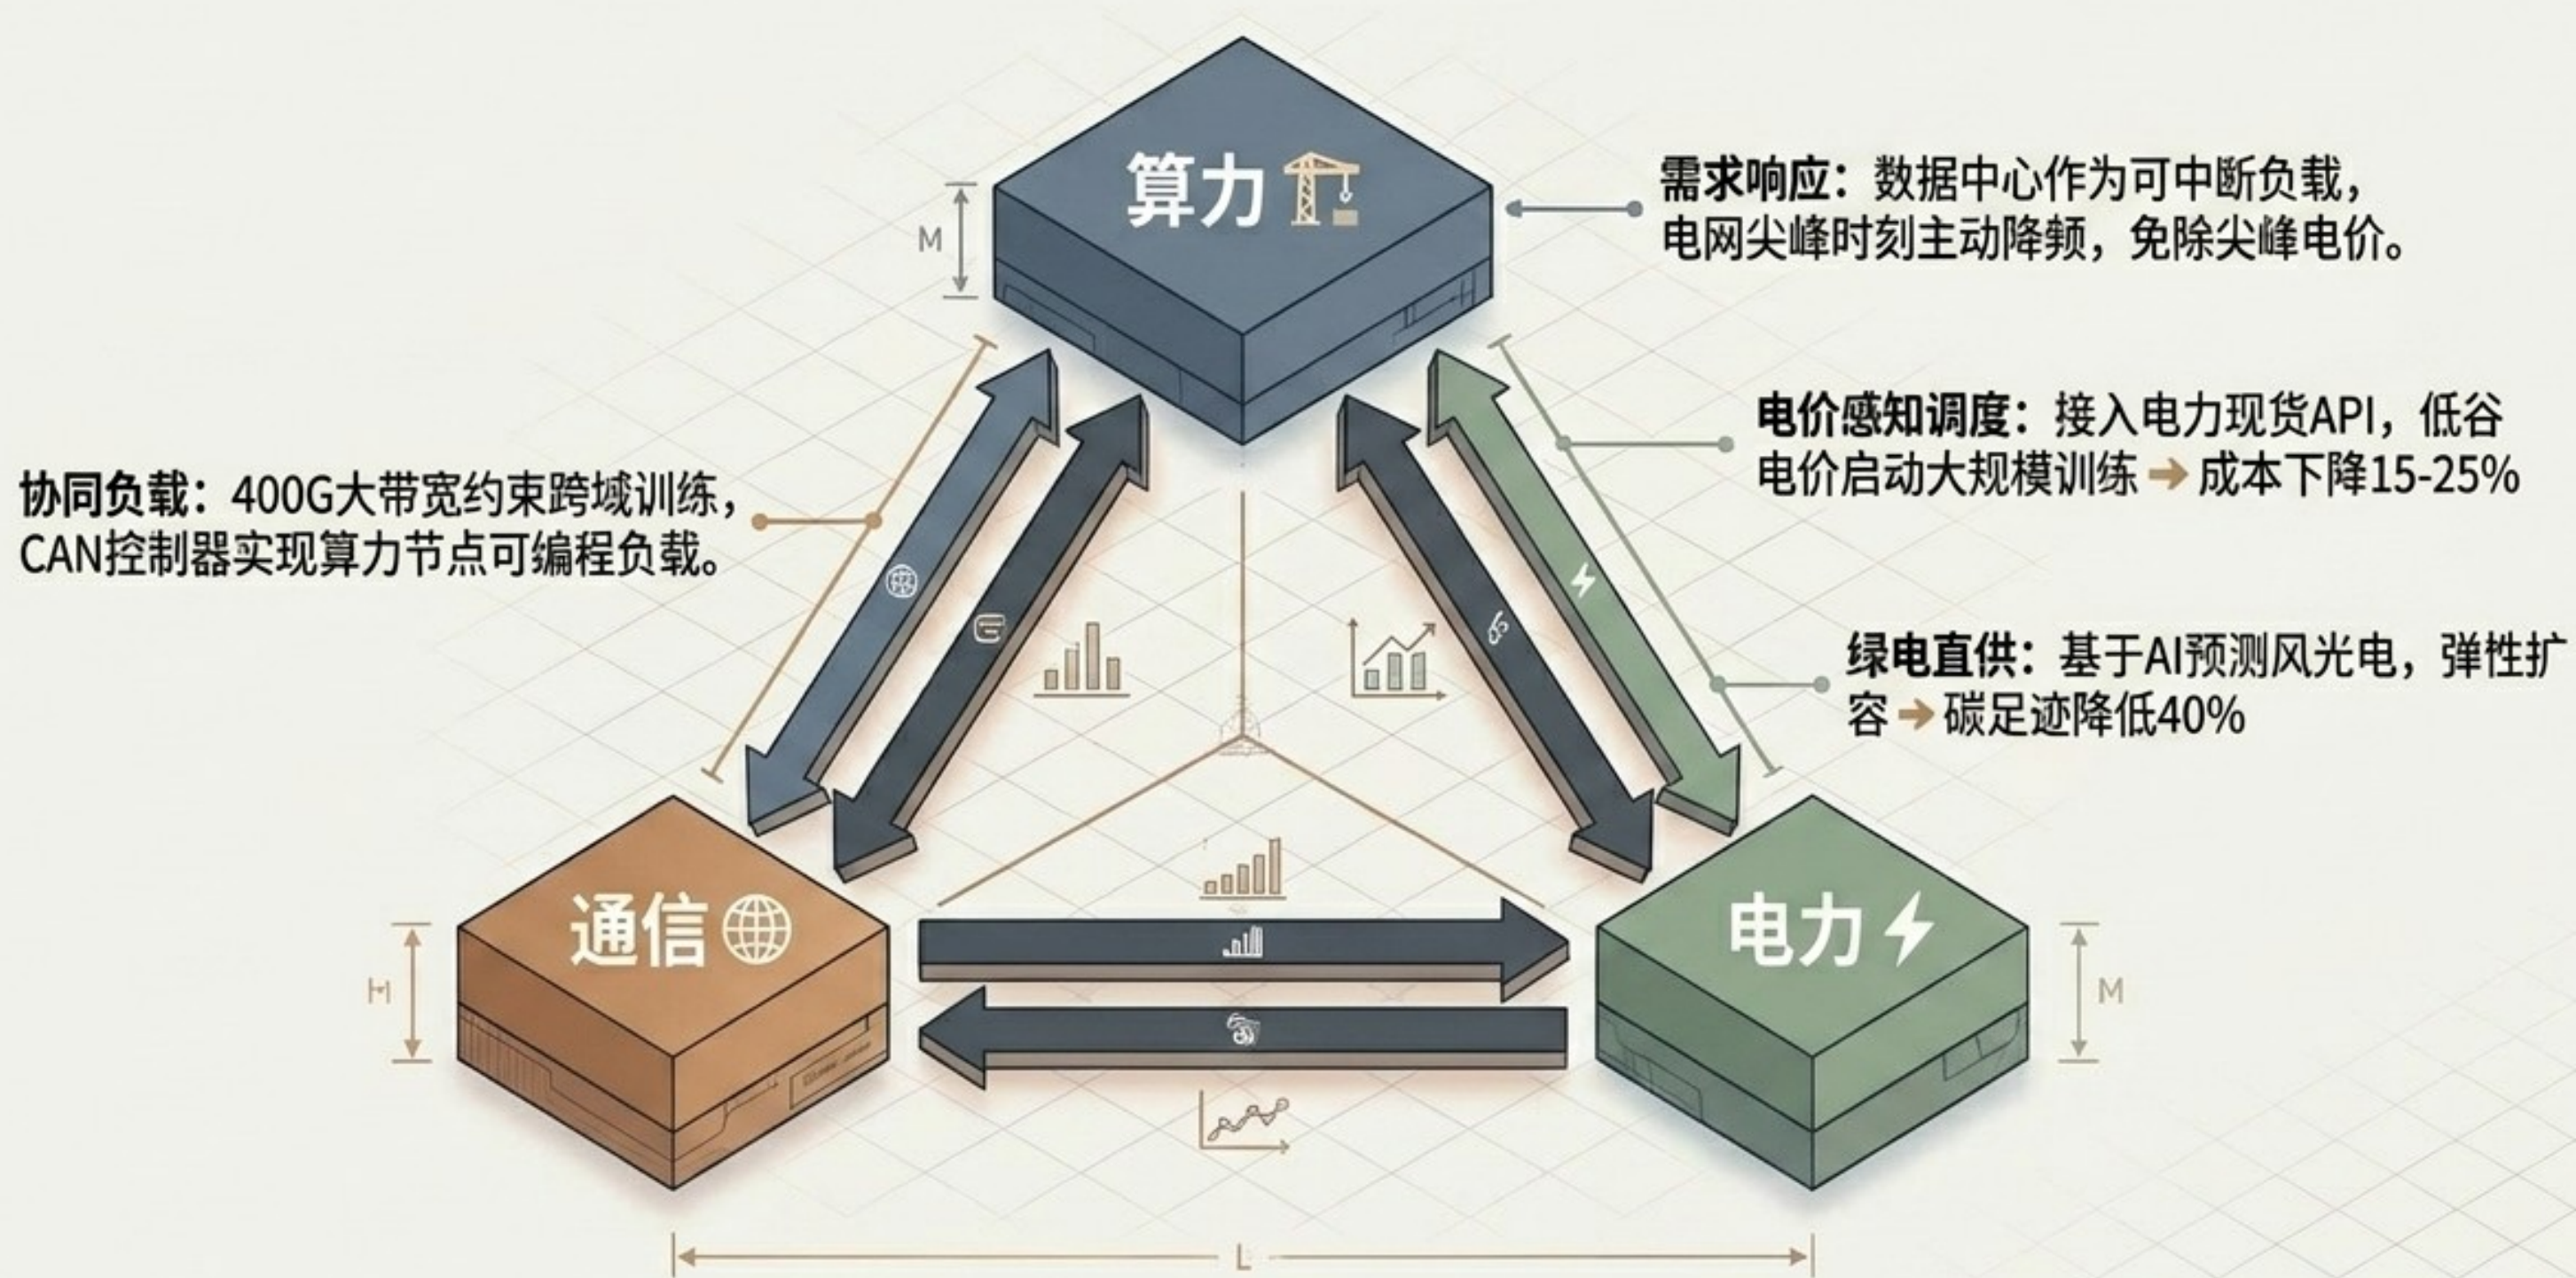 算力
M
需求响应：数据中心作为可中断负载，
电网尖峰时刻主动降频，免除尖峰电价。
电价感知调度：接入电力现货API，低谷
电价启动大规模训练➔成本下降15-25%
协同负载：400G大带宽约束跨域训练，
CAN控制器实现算力节点可编程负载。
绿电直供：基于AI预测风光电，弹性扩
容➔碳足迹降低40%
通信
电力
H
M
L